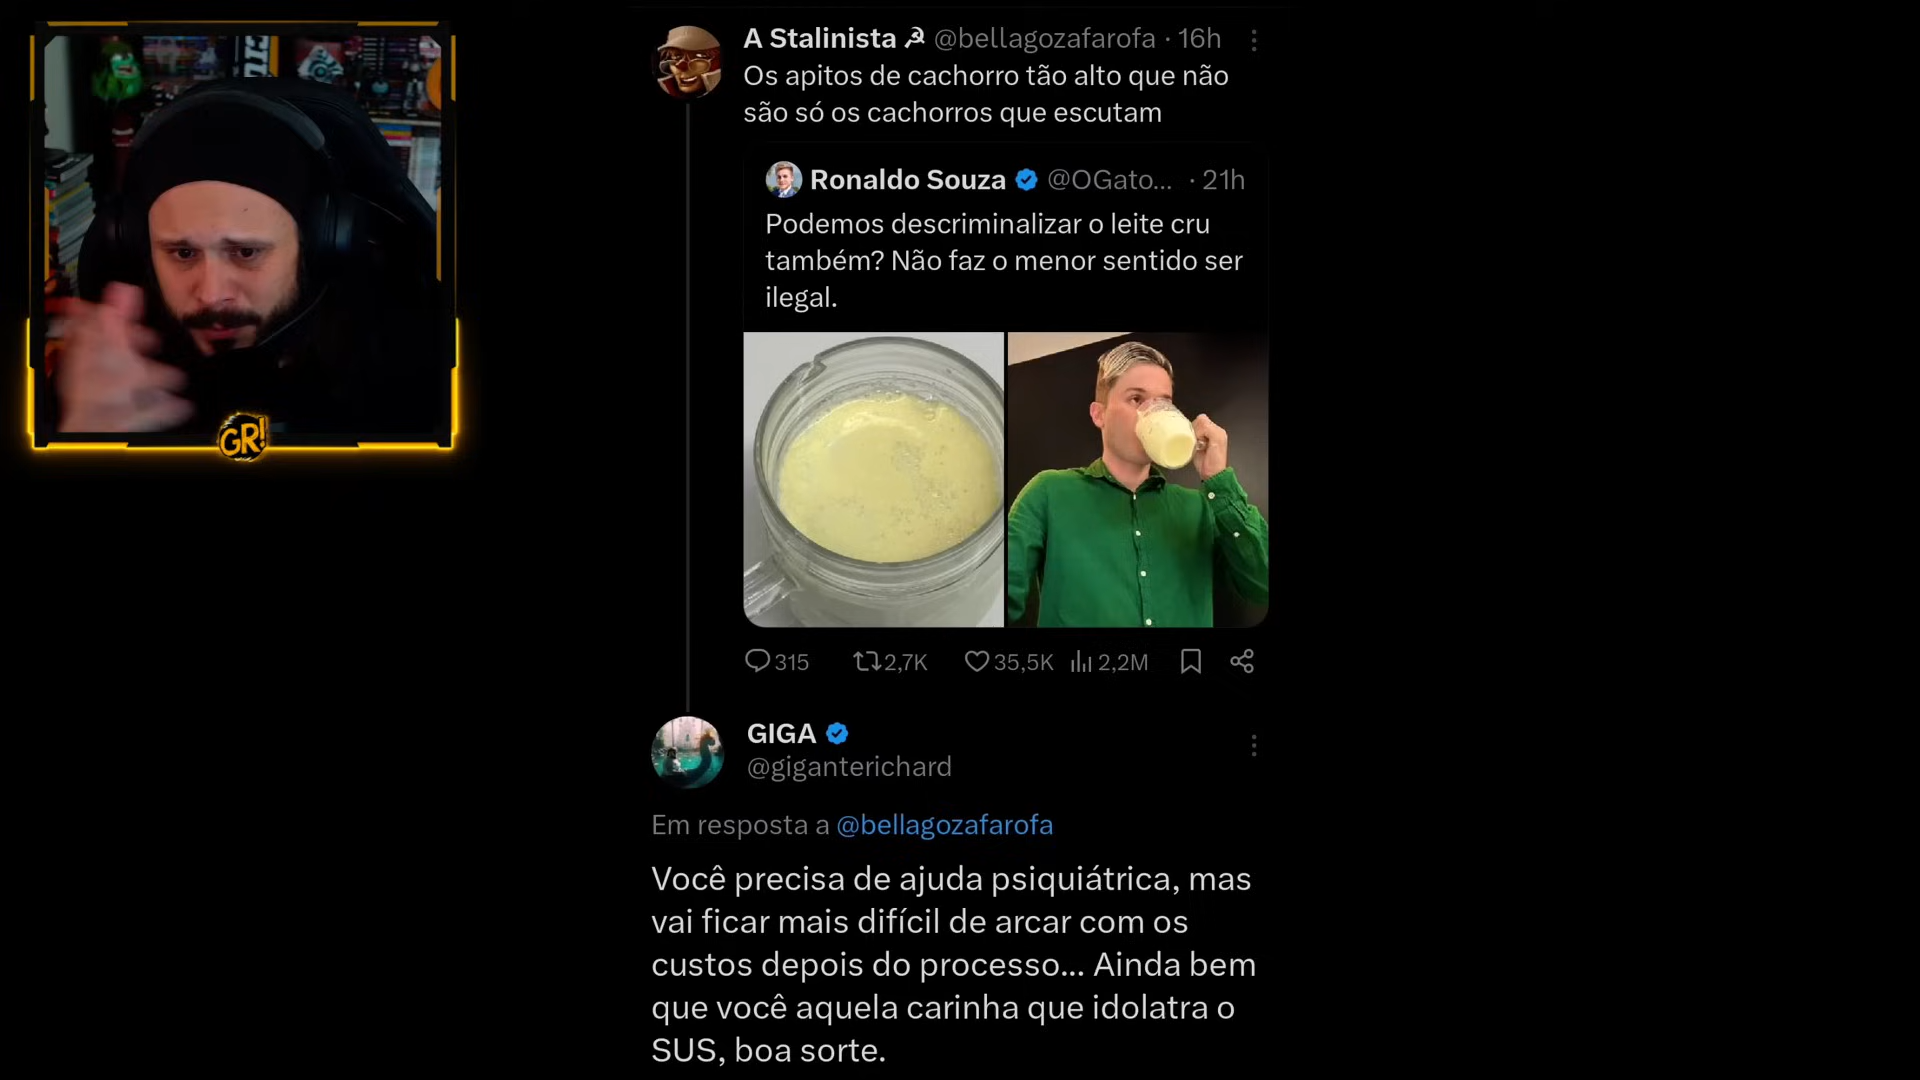 A Stalinista ☭ @bellagozafarofa · 16h
Os apitos de cachorro tão alto que não
são só os cachorros que escutam
Ronaldo Souza @OGato... · 21h
Podemos descriminalizar o leite cru
também? Não faz o menor sentido ser
ilegal.
315 2,7K 35,5K 2,2M
GIGA
@giganterichard
Em resposta a @bellagozafarofa
Você precisa de ajuda psiquiátrica, mas
vai ficar mais difícil de arcar com os
custos depois do processo... Ainda bem
que você aquela carinha que idolatra o
SUS, boa sorte.
GR!